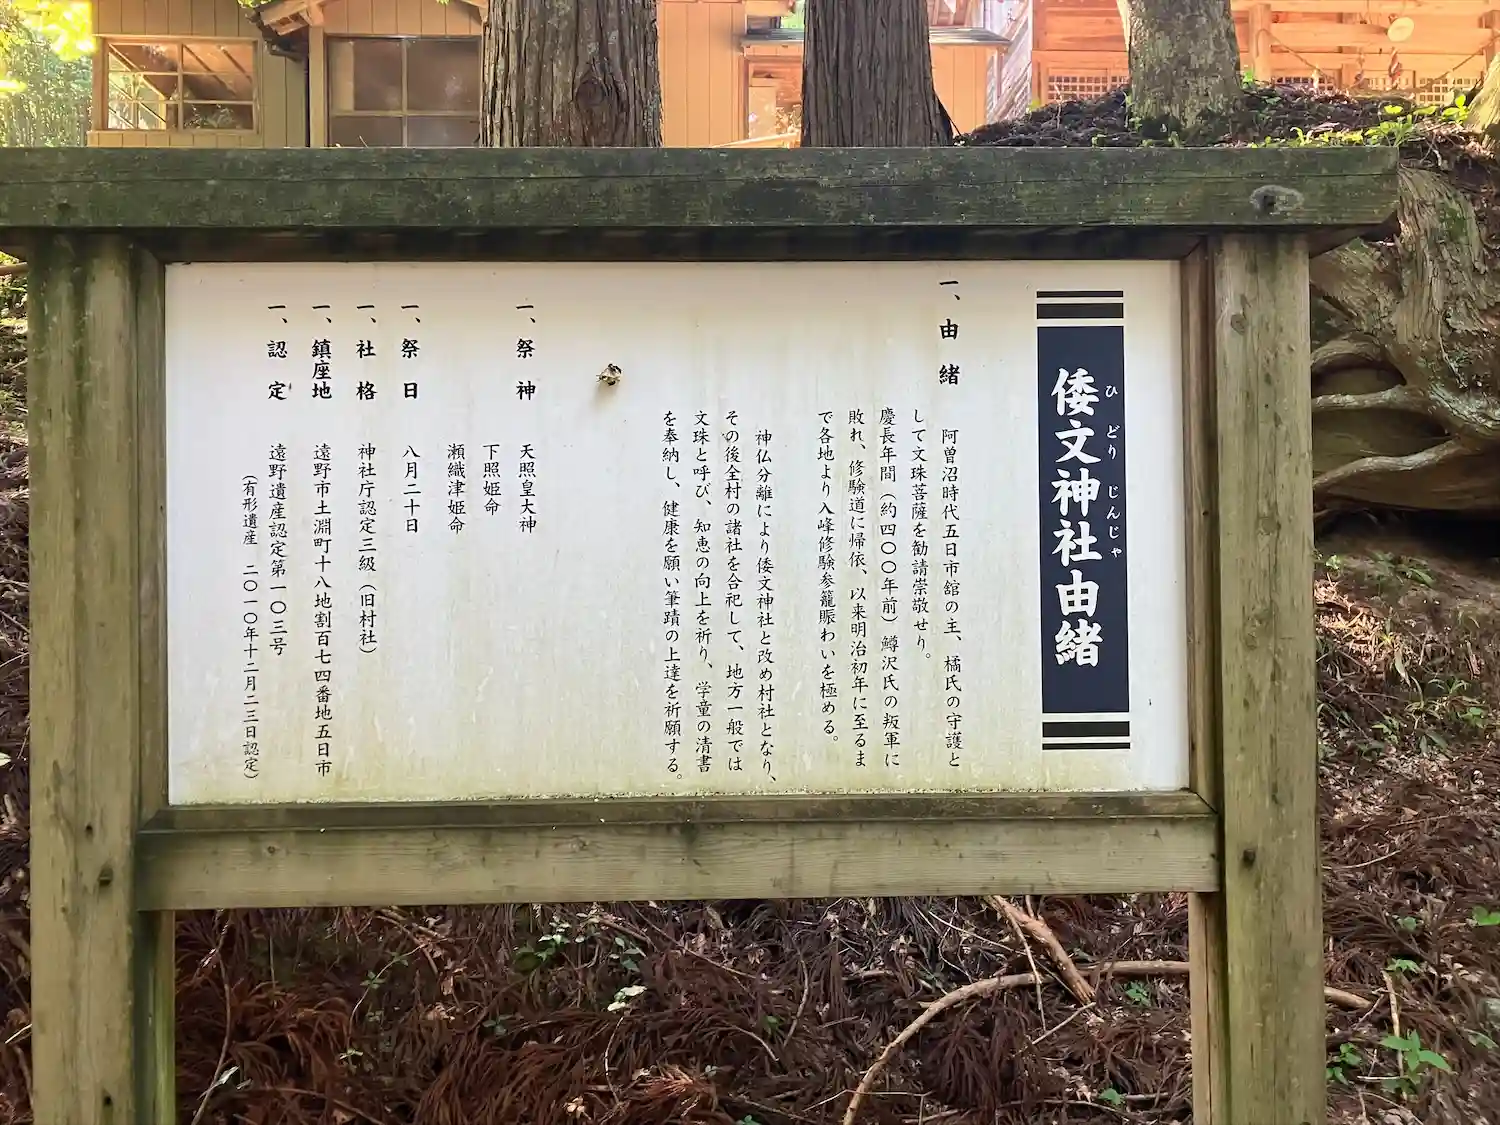 倭文神社由緒
ひ どり じんじゃ
一、由緒
阿曽沼時代五日市舘の主、橘氏の守護と
して文珠菩薩を勧請崇敬せり。
慶長年間（約四〇〇年前）鱒沢氏の叛軍に
敗れ、修験道に帰依、以来明治初年に至るま
で各地より入峰修験参籠賑わいを極める。
神仏分離により倭文神社と改め村社となり、
その後全村の諸社を合祀して、地方一般では
文珠と呼び、知恵の向上を祈り、学童の清書
を奉納し、健康を願い筆蹟の上達を祈願する。
一、祭神 天照皇大神
下照姫命
瀬織津姫命
一、祭日 八月二十日
一、社格 神社庁認定三級（旧村社）
一、鎮座地 遠野市土淵町十八地割百七四番地五日市
一、認定 遠野遺産認定第一〇三号
（有形遺産 二〇一〇年十二月二三日認定）